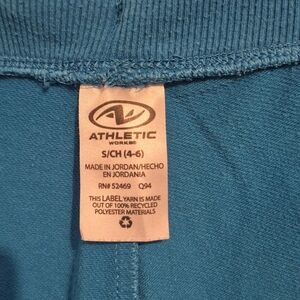 ATHLETIC
WORKS®
S/CH (4-6)
MADE IN JORDAN/HECHO
EN JORDANIA
RN# 52469 Q94
THIS LABEL YARN IS MADE
OUT OF 100% RECYCLED
POLYESTER MATERIALS